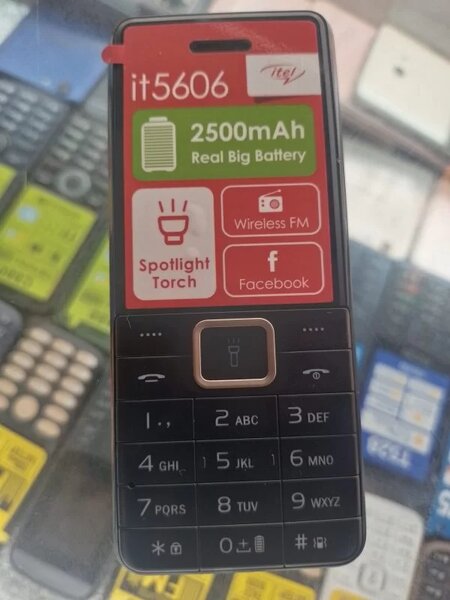 it5606
itel
2500mAh
Real Big Battery
Spotlight
Torch
Wireless FM
f
Facebook
1.,
2 ABC
3 DEF
4 GHI
5 JKL
6 MNO
7 PQRS
8 TUV
9 WXYZ
*
0±
#